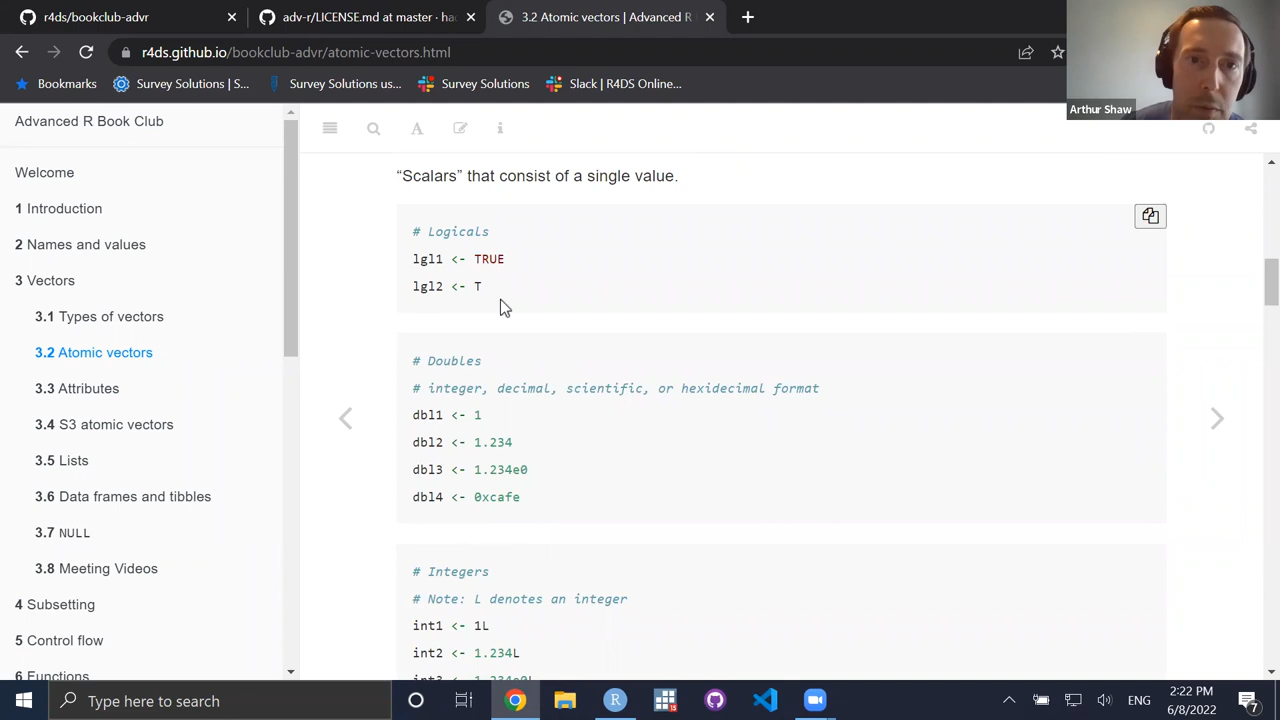 r4ds/bookclub-advr
adv-r/LICENSE.md at master · ha
3.2 Atomic vectors | Advanced R
r4ds.github.io/bookclub-advr/atomic-vectors.html
Bookmarks
Survey Solutions | S...
Survey Solutions us...
Survey Solutions
Slack | R4DS Online...
Arthur Shaw
Advanced R Book Club
Welcome
1 Introduction
2 Names and values
3 Vectors
3.1 Types of vectors
3.2 Atomic vectors
3.3 Attributes
3.4 S3 atomic vectors
3.5 Lists
3.6 Data frames and tibbles
3.7 NULL
3.8 Meeting Videos
4 Subsetting
5 Control flow
6 Functions
“Scalars” that consist of a single value.
# Logicals
lgl1 <- TRUE
lgl2 <- T
# Doubles
# integer, decimal, scientific, or hexidecimal format
dbl1 <- 1
dbl2 <- 1.234
dbl3 <- 1.234e0
dbl4 <- 0xcafe
# Integers
# Note: L denotes an integer
int1 <- 1L
int2 <- 1.234L
int3 <- 1.234e0L
Type here to search
ENG
2:22 PM
6/8/2022
7